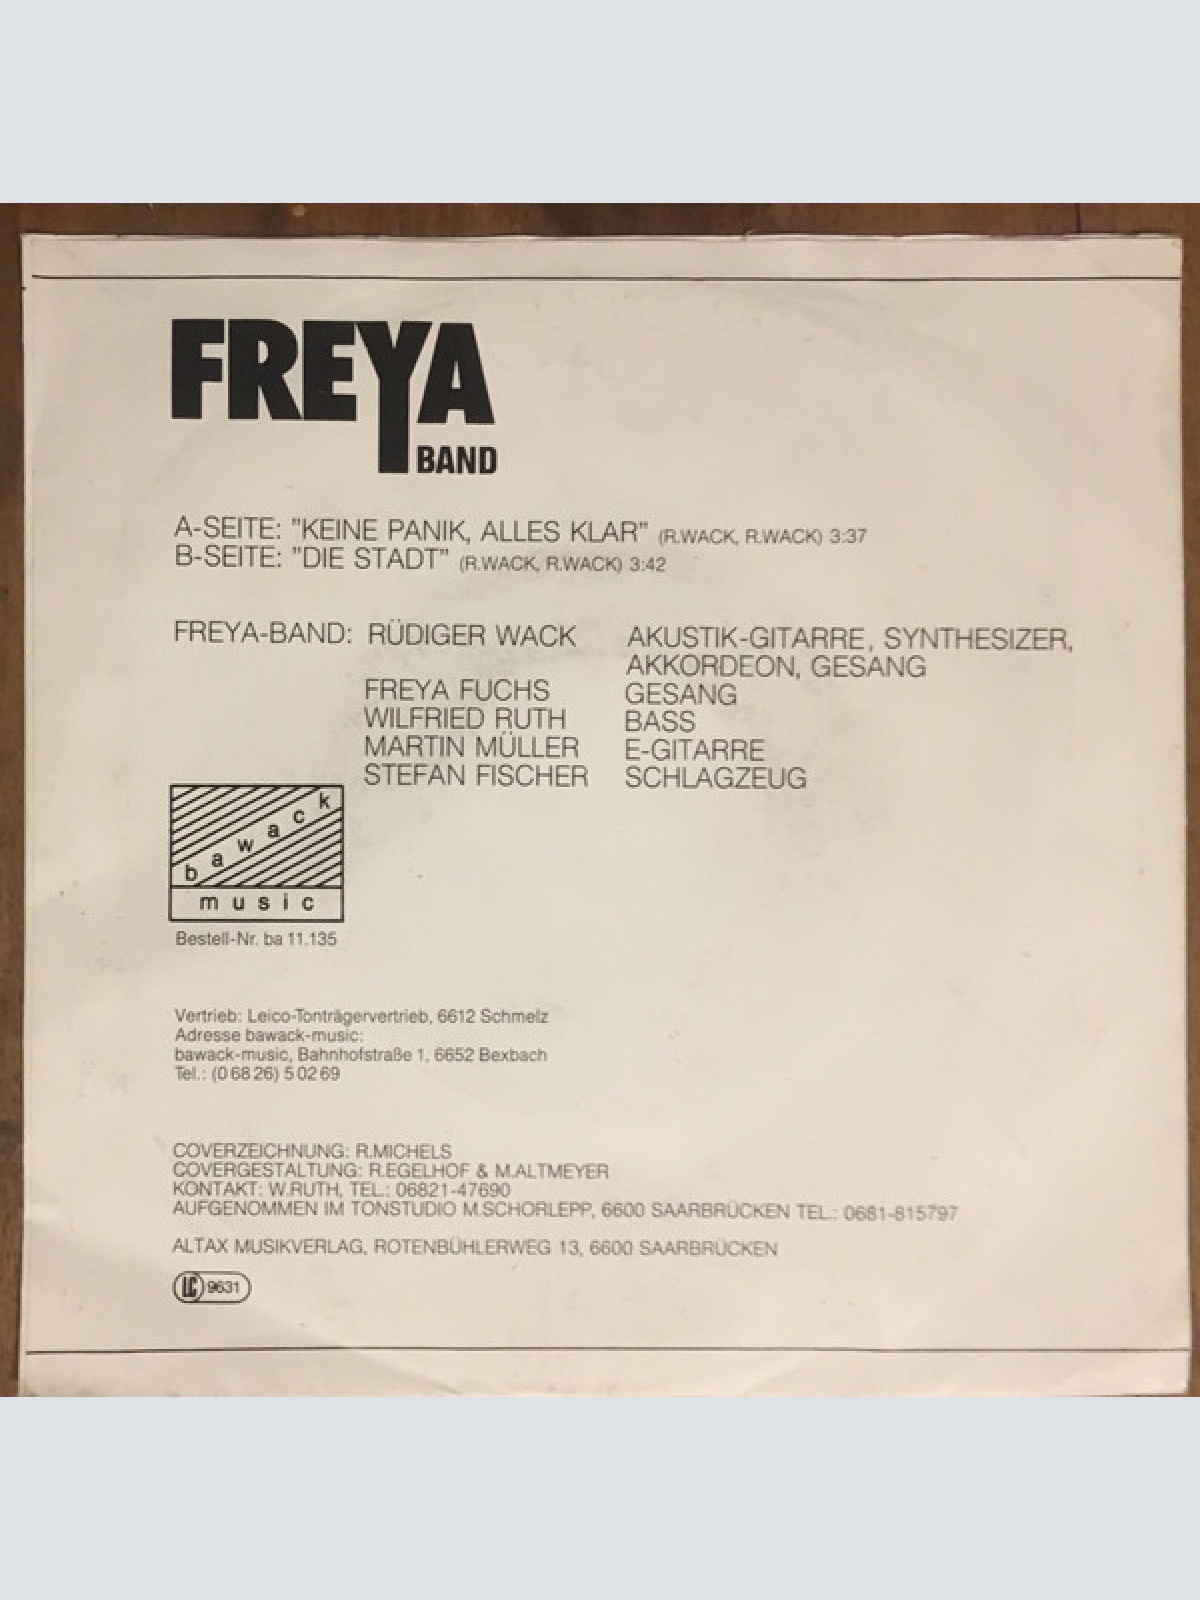 FREYA
BAND
A-SEITE: "KEINE PANIK, ALLES KLAR" (R.WACK, R.WACK) 3:37
B-SEITE: "DIE STADT" (R.WACK, R.WACK) 3:42
FREYA-BAND: RÜDIGER WACK AKUSTIK-GITARRE, SYNTHESIZER,
AKKORDEON, GESANG
FREYA FUCHS GESANG
WILFRIED RUTH BASS
MARTIN MÜLLER E-GITARRE
STEFAN FISCHER SCHLAGZEUG
bawack
music
Bestell-Nr. ba 11.135
Vertrieb: Leico-Tonträgervertrieb, 6612 Schmelz
Adresse bawack-music:
bawack-music, Bahnhofstraße 1, 6652 Bexbach
Tel.: (0 68 26) 5 02 69
COVERZEICHNUNG: R.MICHELS
COVERGESTALTUNG: R.EGELHOF & M.ALTMEYER
KONTAKT: W.RUTH, TEL.: 06821-47690
AUFGENOMMEN IM TONSTUDIO M.SCHORLEPP, 6600 SAARBRÜCKEN TEL.: 0681-815797
ALTAX MUSIKVERLAG, ROTENBÜHLERWEG 13, 6600 SAARBRÜCKEN
LC 9631